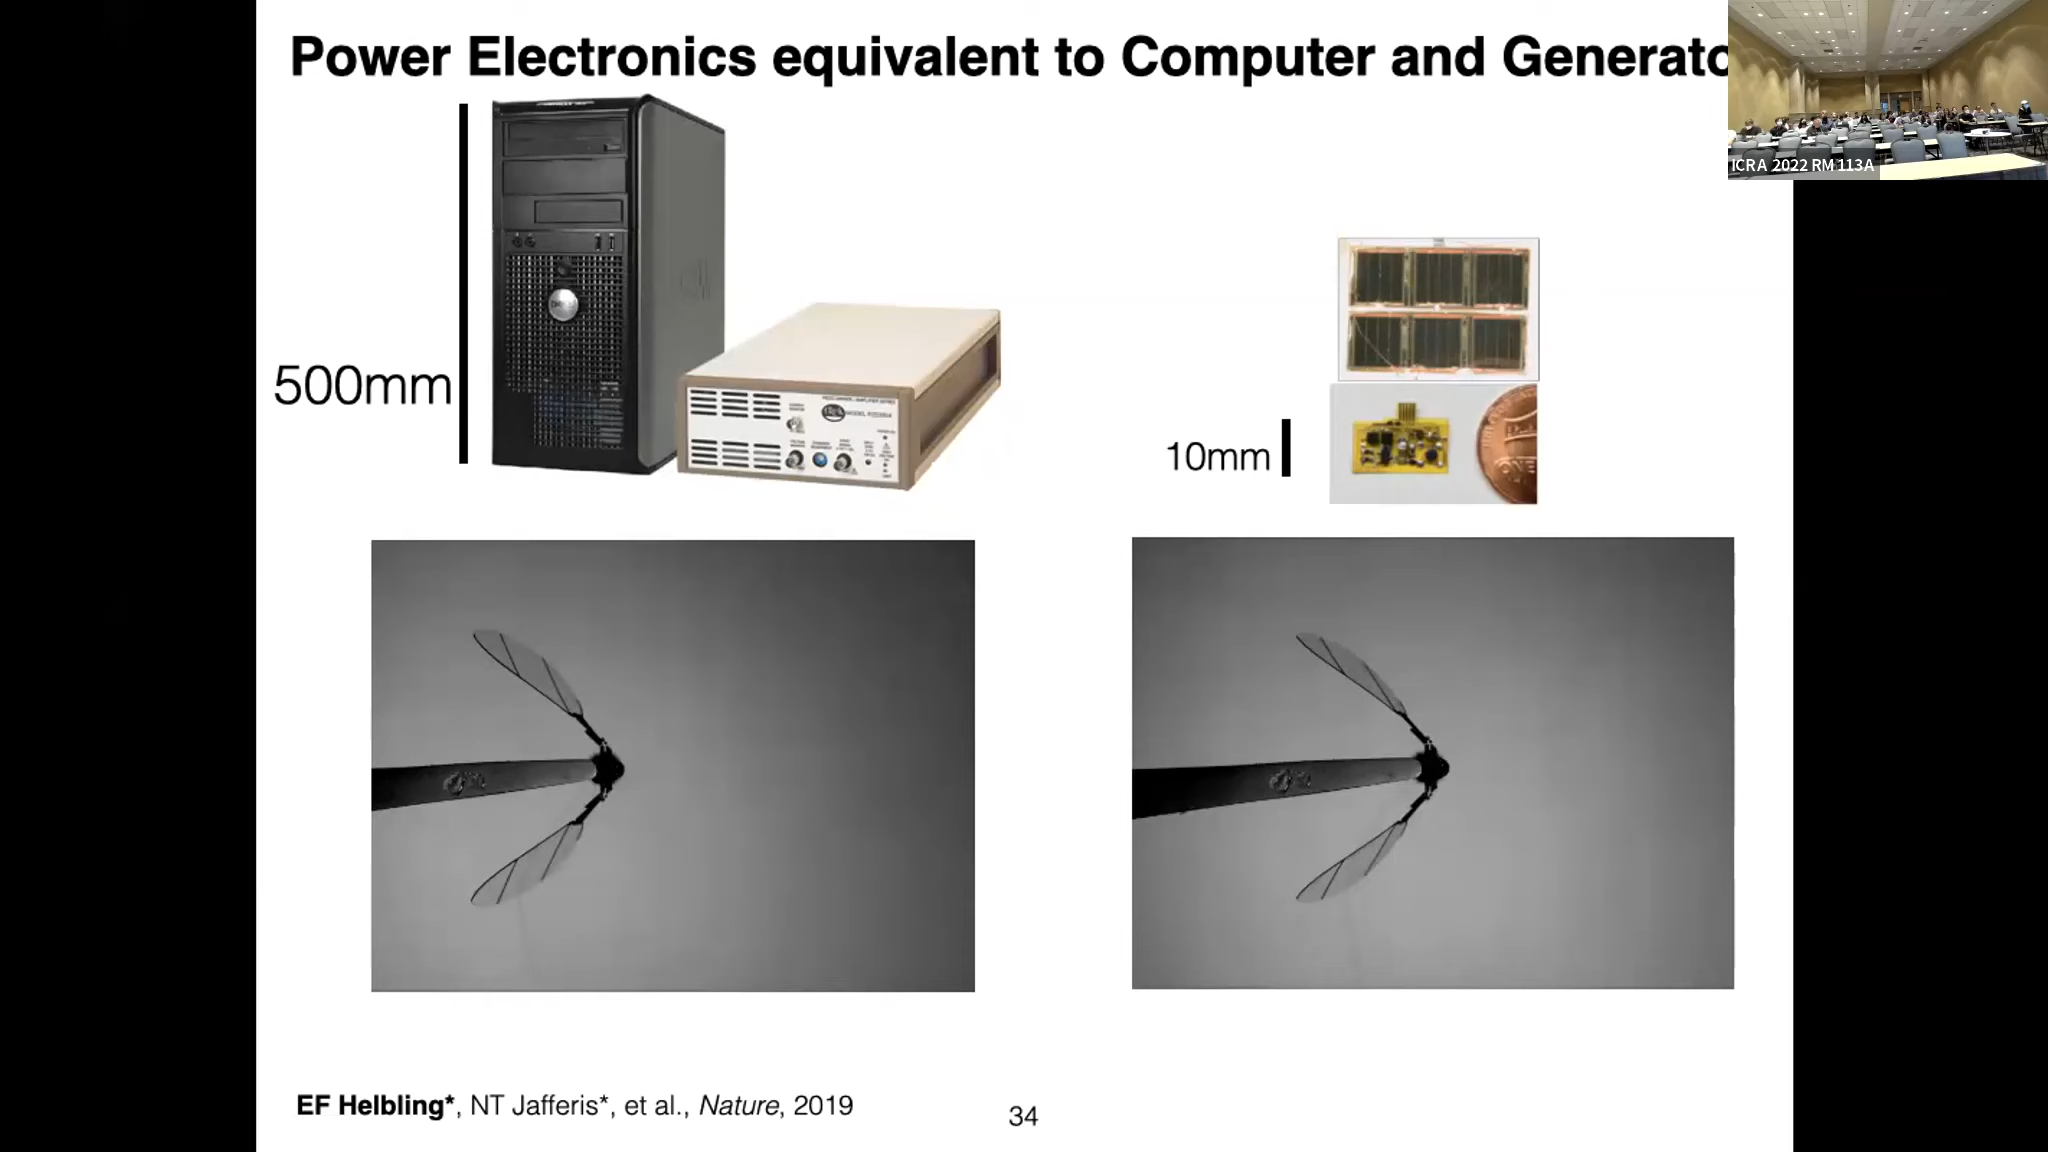 Power Electronics equivalent to Computer and Generato
ICRA 2022 RM 113A
500mm
10mm
ONE
EF Helbling*, NT Jafferis*, et al., Nature, 2019
34